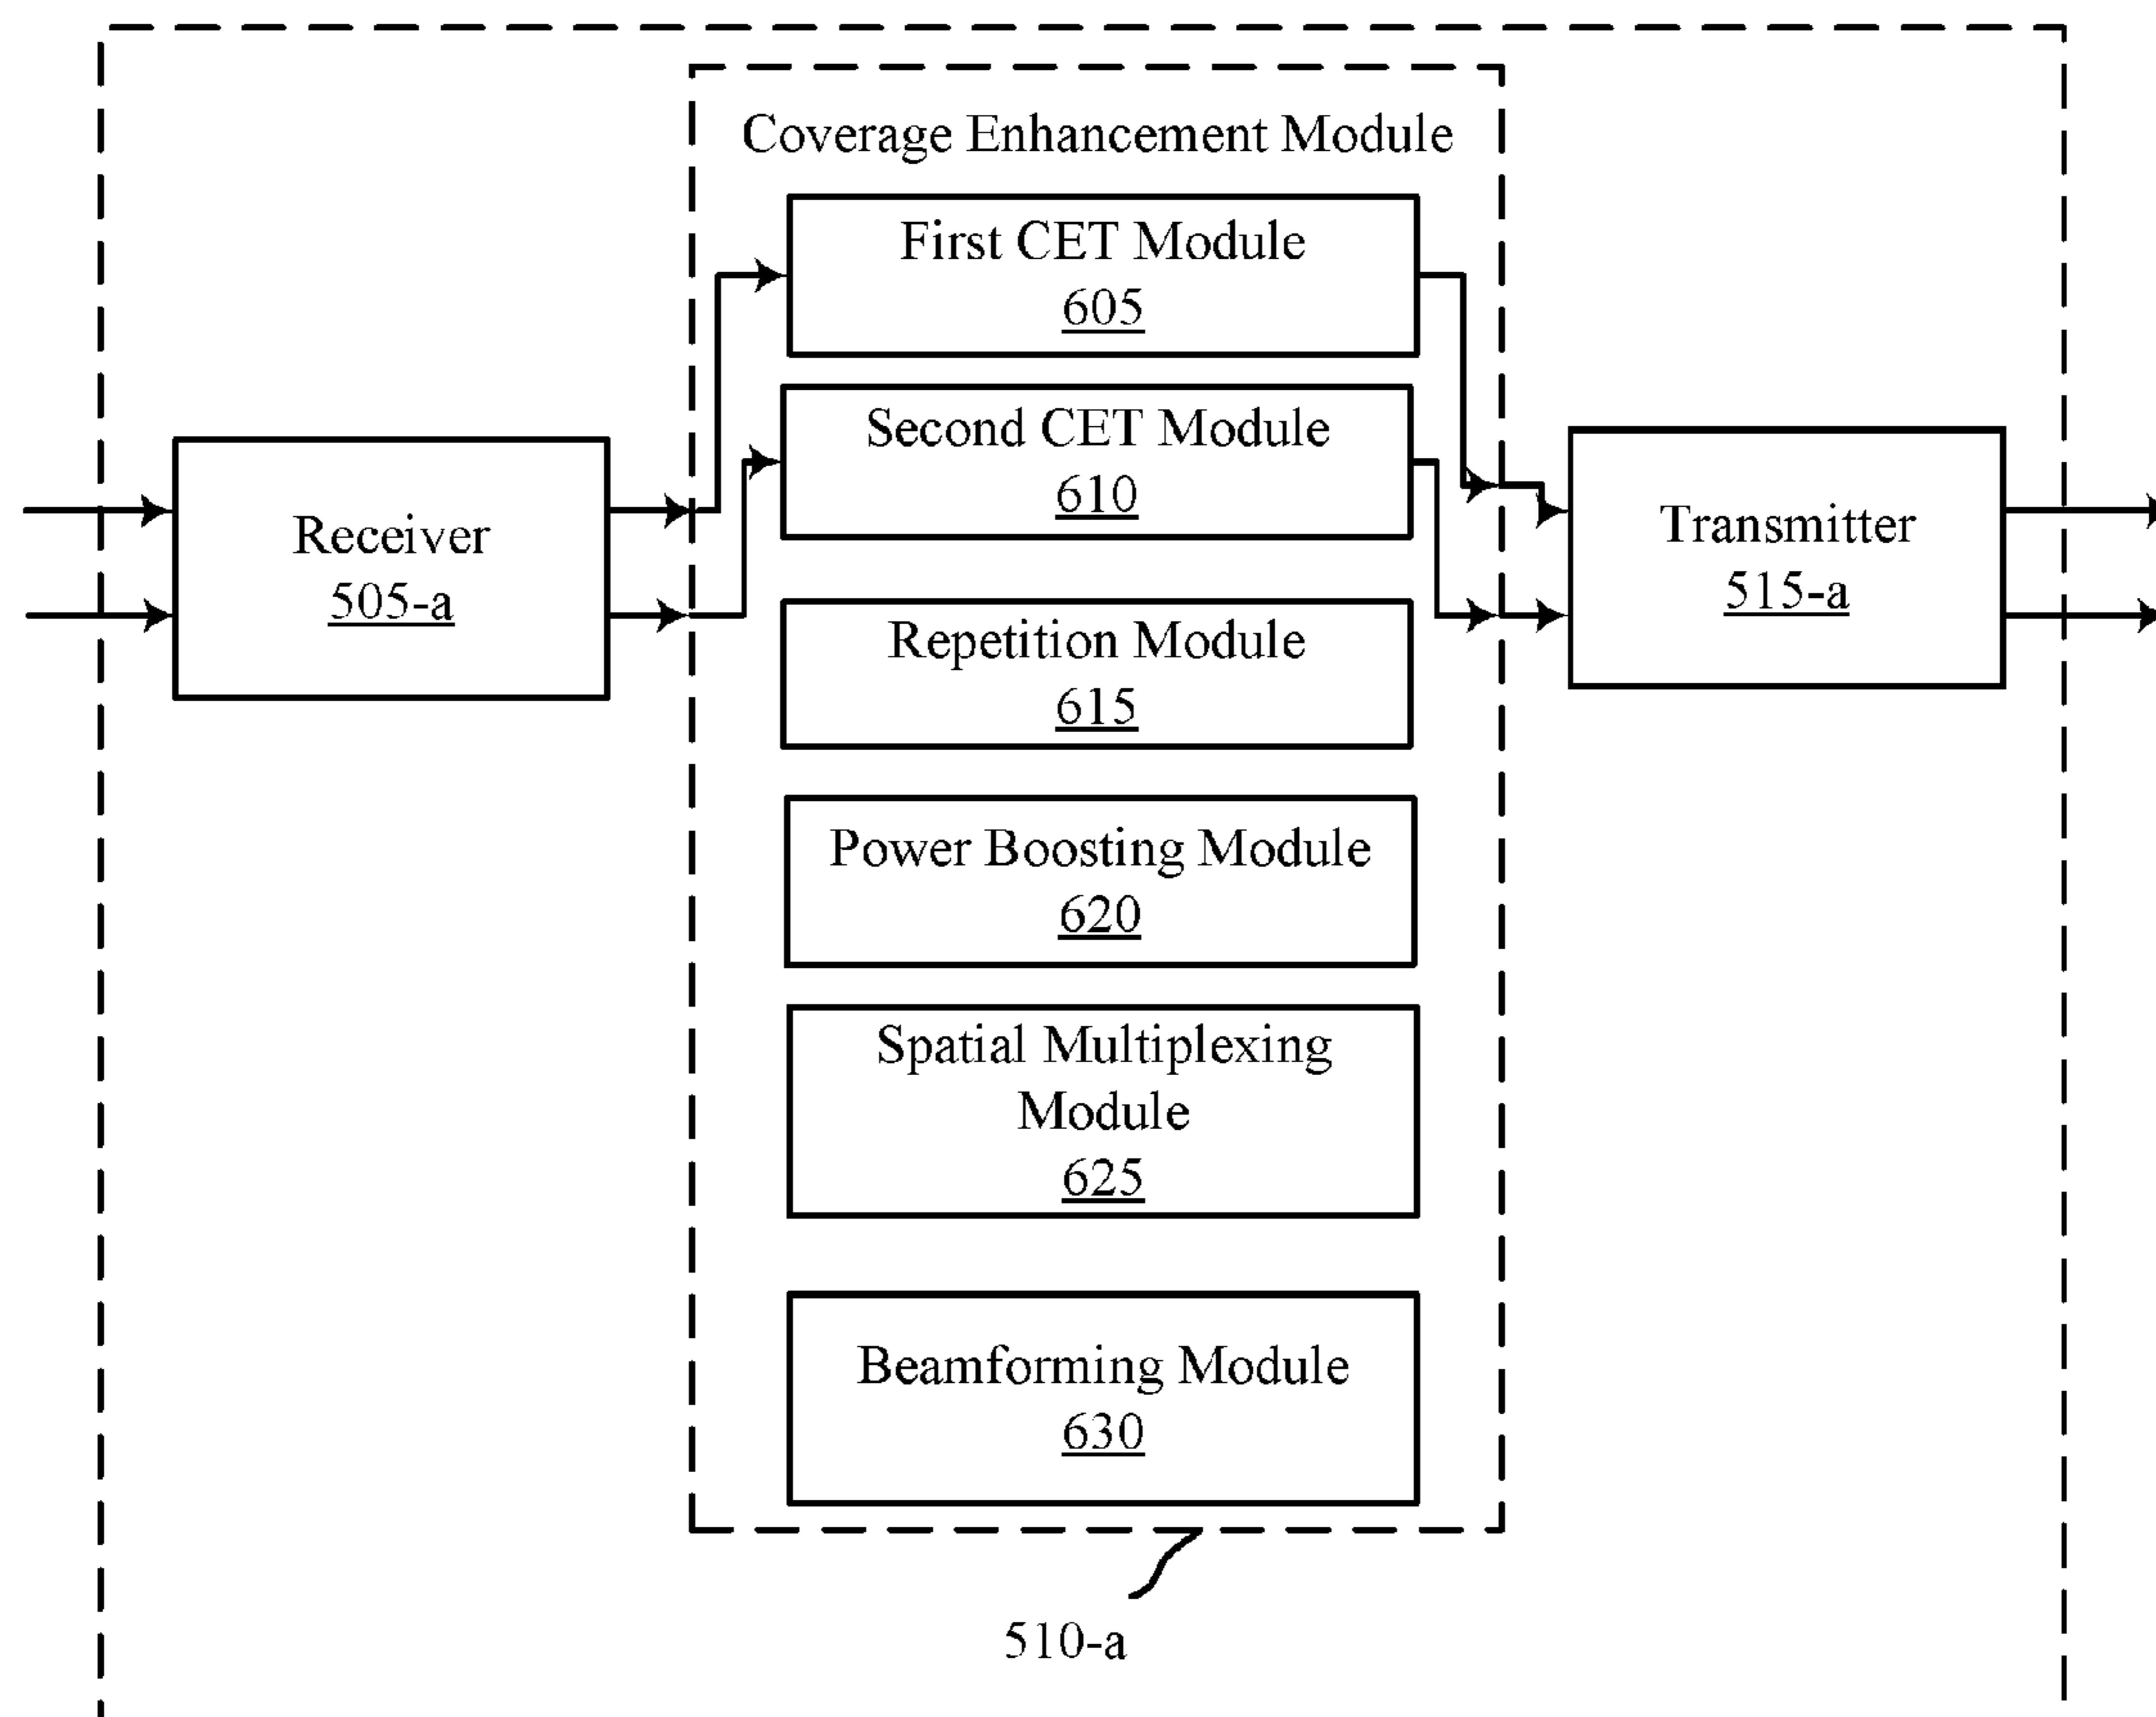 Coverage Enhancement Module
First CET Module
605
Second CET Module
610
Receiver
505-a
Transmitter
515-a
Repetition Module
615
Power Boosting Module
620
Spatial Multiplexing
Module
625
Beamforming Module
630
510-a